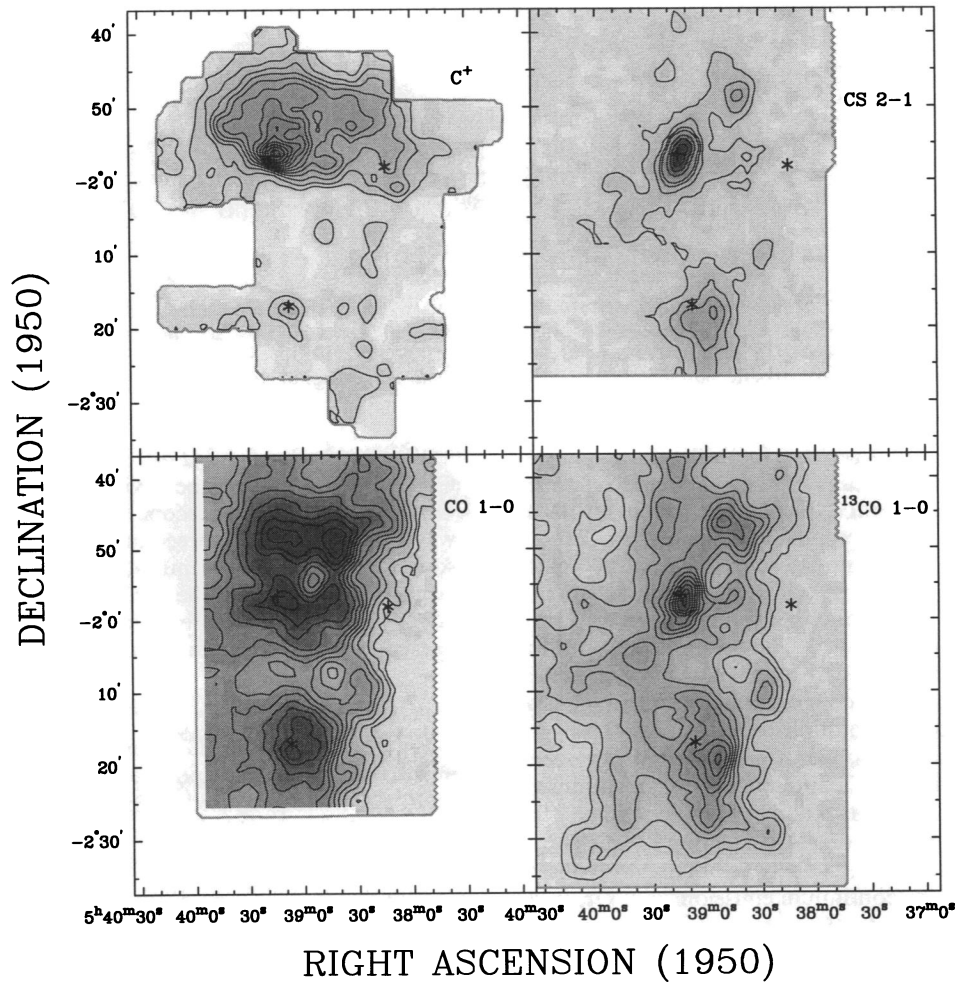 C⁺
CS 2-1
CO 1-0
¹³CO 1-0
40'
50'
-2°0'
10'
20'
-2°30'
40'
50'
-2°0'
10'
20'
-2°30'
DECLINATION (1950)
5ʰ40ᵐ30ˢ 40ᵐ0ˢ 30ˢ 39ᵐ0ˢ 30ˢ 38ᵐ0ˢ 30ˢ 40ᵐ30ˢ 40ᵐ0ˢ 30ˢ 39ᵐ0ˢ 30ˢ 38ᵐ0ˢ 30ˢ 37ᵐ0ˢ
RIGHT ASCENSION (1950)